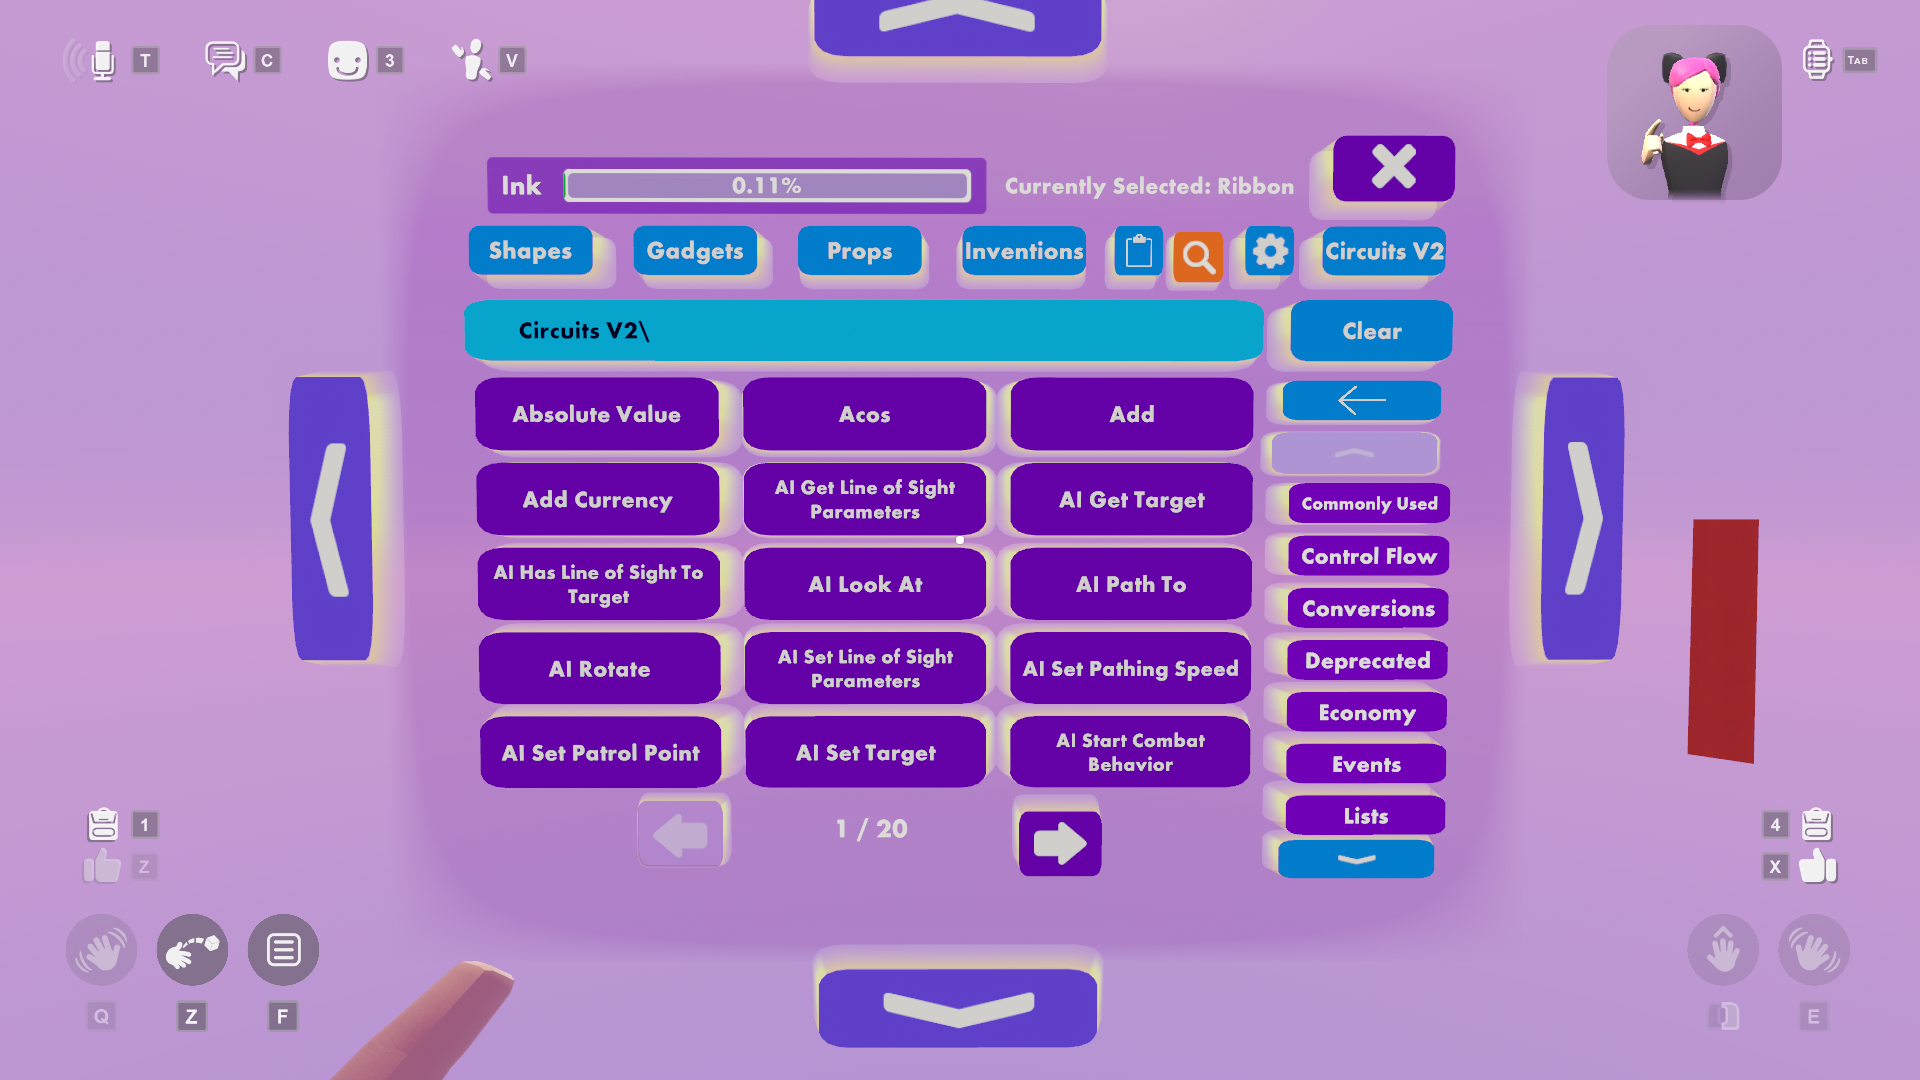 T
C
3
V
TAB
Ink
0.11%
Currently Selected: Ribbon
Shapes
Gadgets
Props
Inventions
Circuits V2
Circuits V2\
Clear
Absolute Value
Acos
Add
Add Currency
AI Get Line of Sight
Parameters
AI Get Target
AI Has Line of Sight To
Target
AI Look At
AI Path To
AI Rotate
AI Set Line of Sight
Parameters
AI Set Pathing Speed
AI Set Patrol Point
AI Set Target
AI Start Combat
Behavior
Commonly Used
Control Flow
Conversions
Deprecated
Economy
Events
Lists
1 / 20
1
Z
4
X
Q
Z
F
E